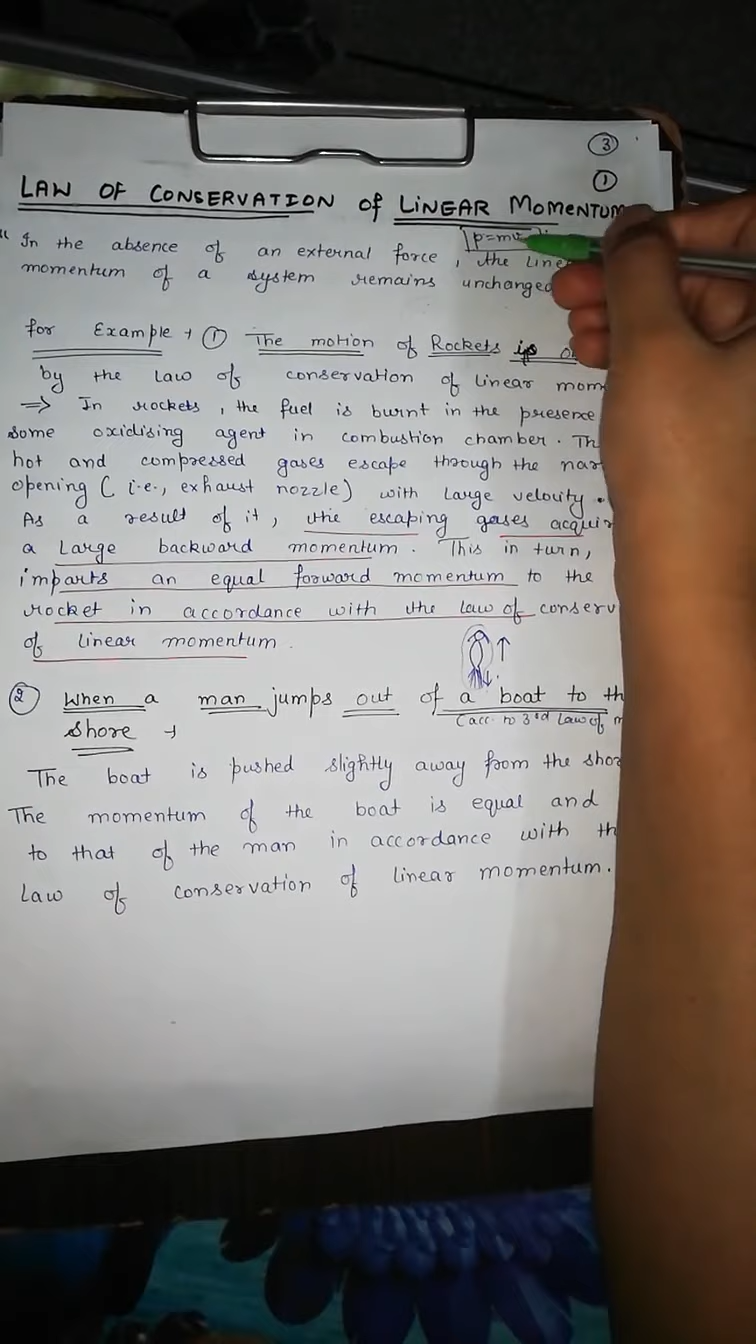 ③
①
LAW OF CONSERVATION of LINEAR MOMENTUM
p=mv
" In the absence of an external force, the Line
momentum of a system remains unchanged
for Example → ① The motion of Rockets is
by the Law of conservation of linear mom
⇒ In rockets, the fuel is burnt in the presence
some oxidising agent in combustion chamber. Th
hot and compressed gases escape through the nar
opening (i.e., exhaust nozzle) with Large velocity.
As a result of it, the escaping gases acquir
a Large backward momentum. This in turn,
imparts an equal forward momentum to the
rocket in accordance with the law of conserv
of linear momentum.
② When a man jumps out of a boat to th
(acc. to 3rd Law of m
shore →
The boat is pushed slightly away from the shor
The momentum of the boat is equal and
to that of the man in accordance with th
Law of conservation of linear momentum.